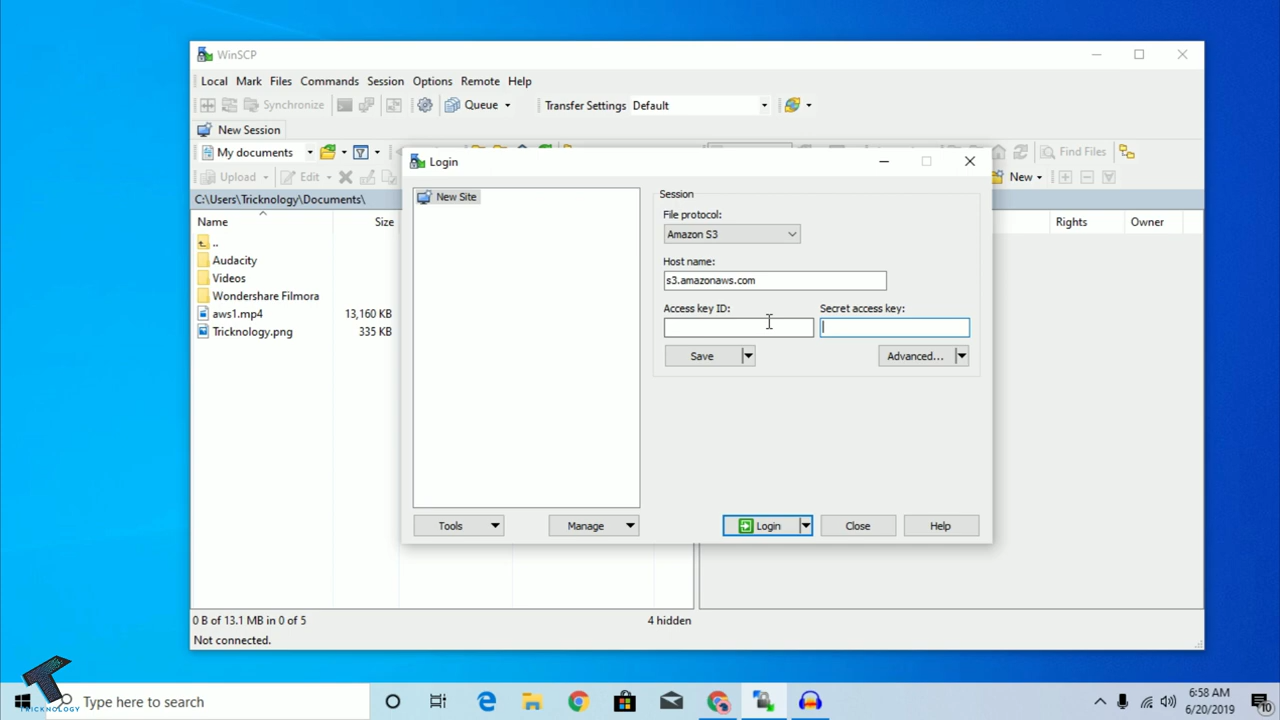 WinSCP
Local Mark Files Commands Session Options Remote Help
Synchronize Queue Transfer Settings Default
New Session
My documents Find Files
Upload Edit New
C:\Users\Tricknology\Documents\
Name Size Rights Owner
..
Audacity
Videos
Wondershare Filmora
aws1.mp4 13,160 KB
Tricknology.png 335 KB
Login
New Site
Session
File protocol:
Amazon S3
Host name:
s3.amazonaws.com
Access key ID: Secret access key:
Save Advanced...
Tools Manage Login Close Help
0 B of 13.1 MB in 0 of 5 4 hidden
Not connected.
Type here to search
TRICKNOLOGY
6:58 AM
6/20/2019
10